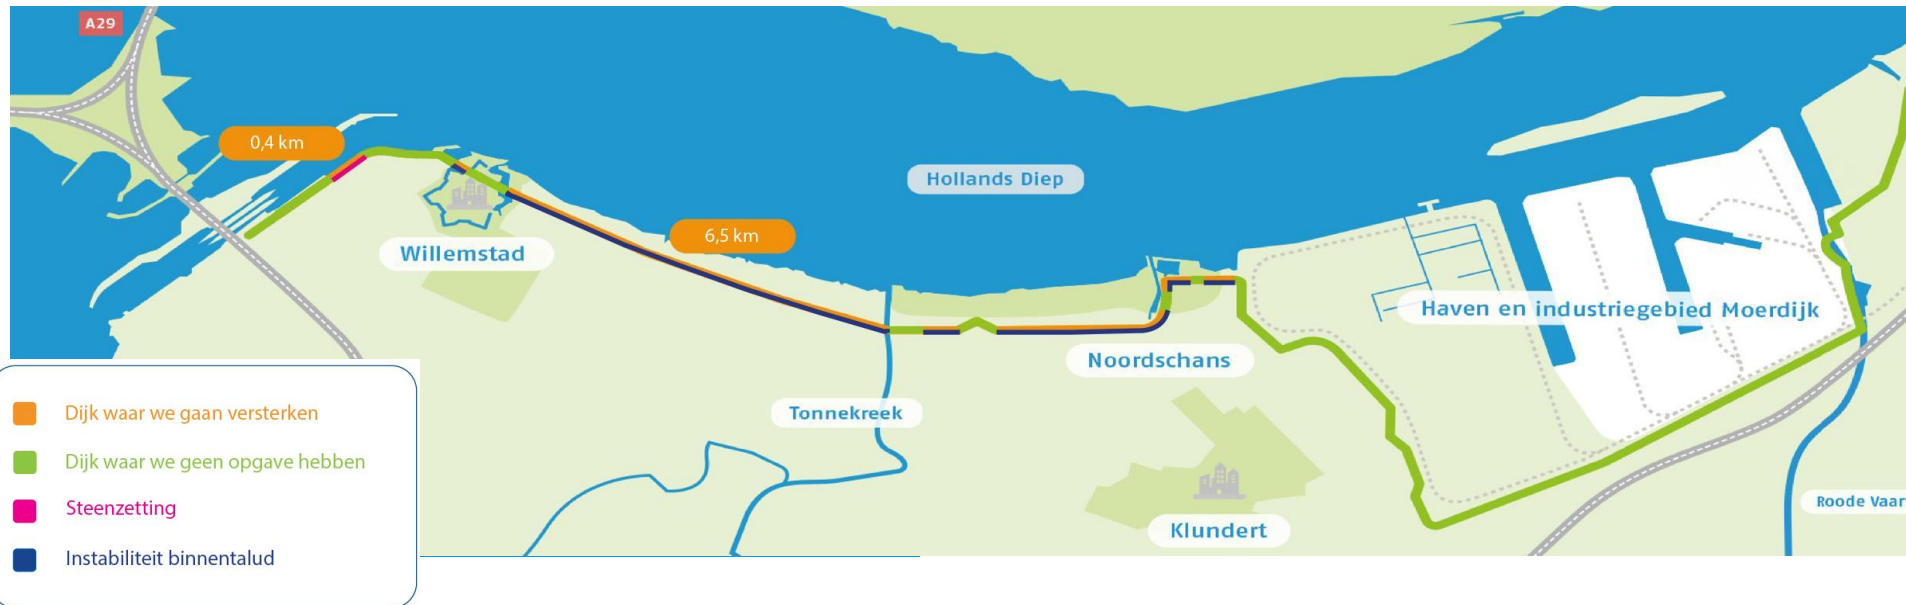 A29
0,4 km
Hollands Diep
6,5 km
Willemstad
Haven en industriegebied Moerdijk
Noordschans
Tonnekreek
Roode Vaar
Klundert
Dijk waar we gaan versterken
Dijk waar we geen opgave hebben
Steenzetting
Instabiliteit binnentalud